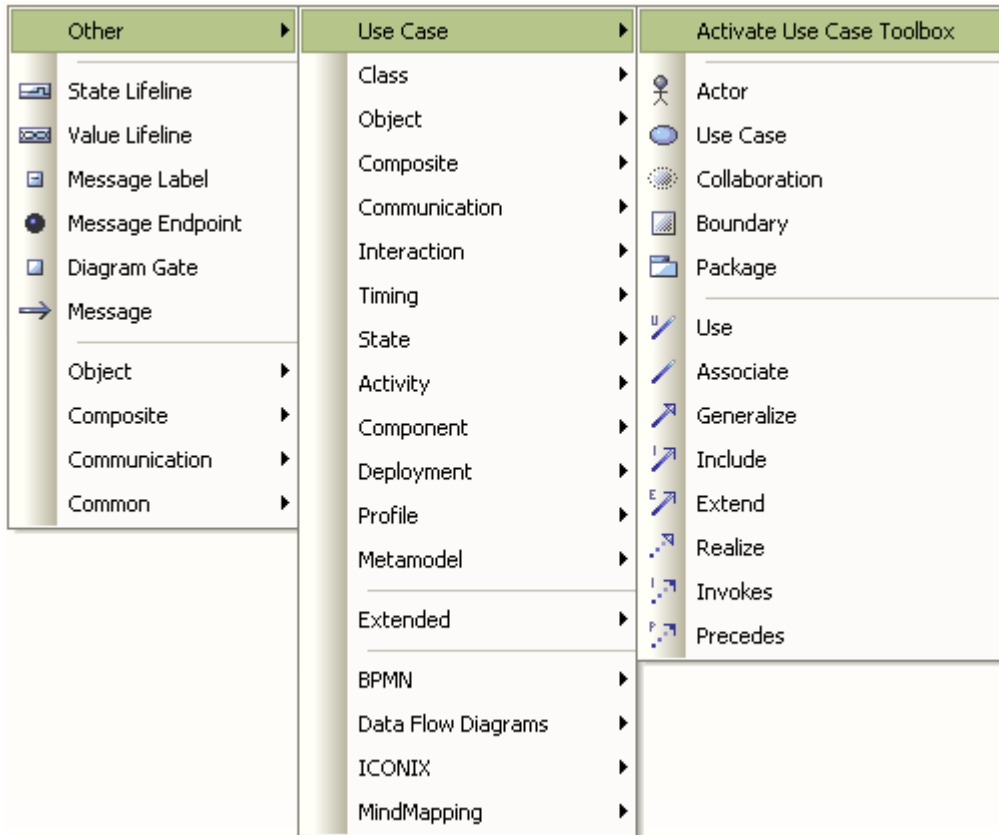 Other
State Lifeline
Value Lifeline
Message Label
Message Endpoint
Diagram Gate
Message
Object
Composite
Communication
Common
Use Case
Class
Object
Composite
Communication
Interaction
Timing
State
Activity
Component
Deployment
Profile
Metamodel
Extended
BPMN
Data Flow Diagrams
ICONIX
MindMapping
Activate Use Case Toolbox
Actor
Use Case
Collaboration
Boundary
Package
U Use
Associate
Generalize
I Include
E Extend
Realize
I Invokes
P Precedes